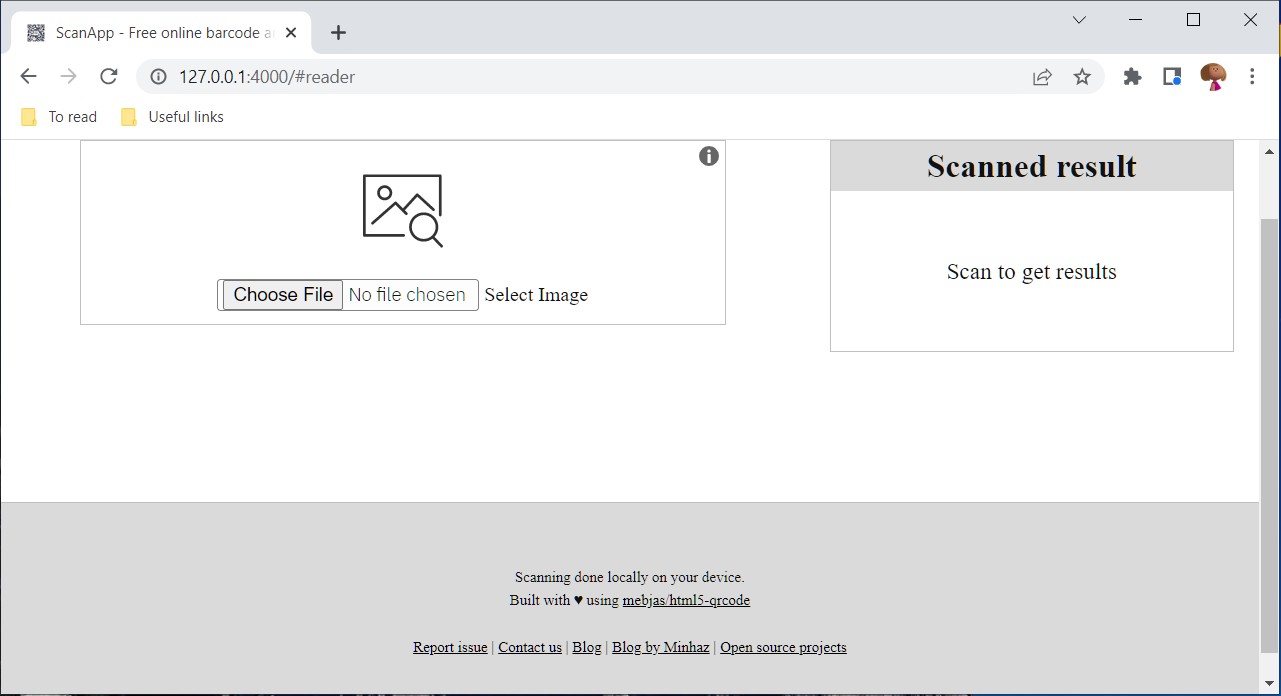 ScanApp - Free online barcode a
127.0.0.1:4000/#reader
To read
Useful links
Scanned result
Scan to get results
Choose File No file chosen Select Image
Scanning done locally on your device.
Built with ♥ using mebjas/html5-qrcode
Report issue | Contact us | Blog | Blog by Minhaz | Open source projects